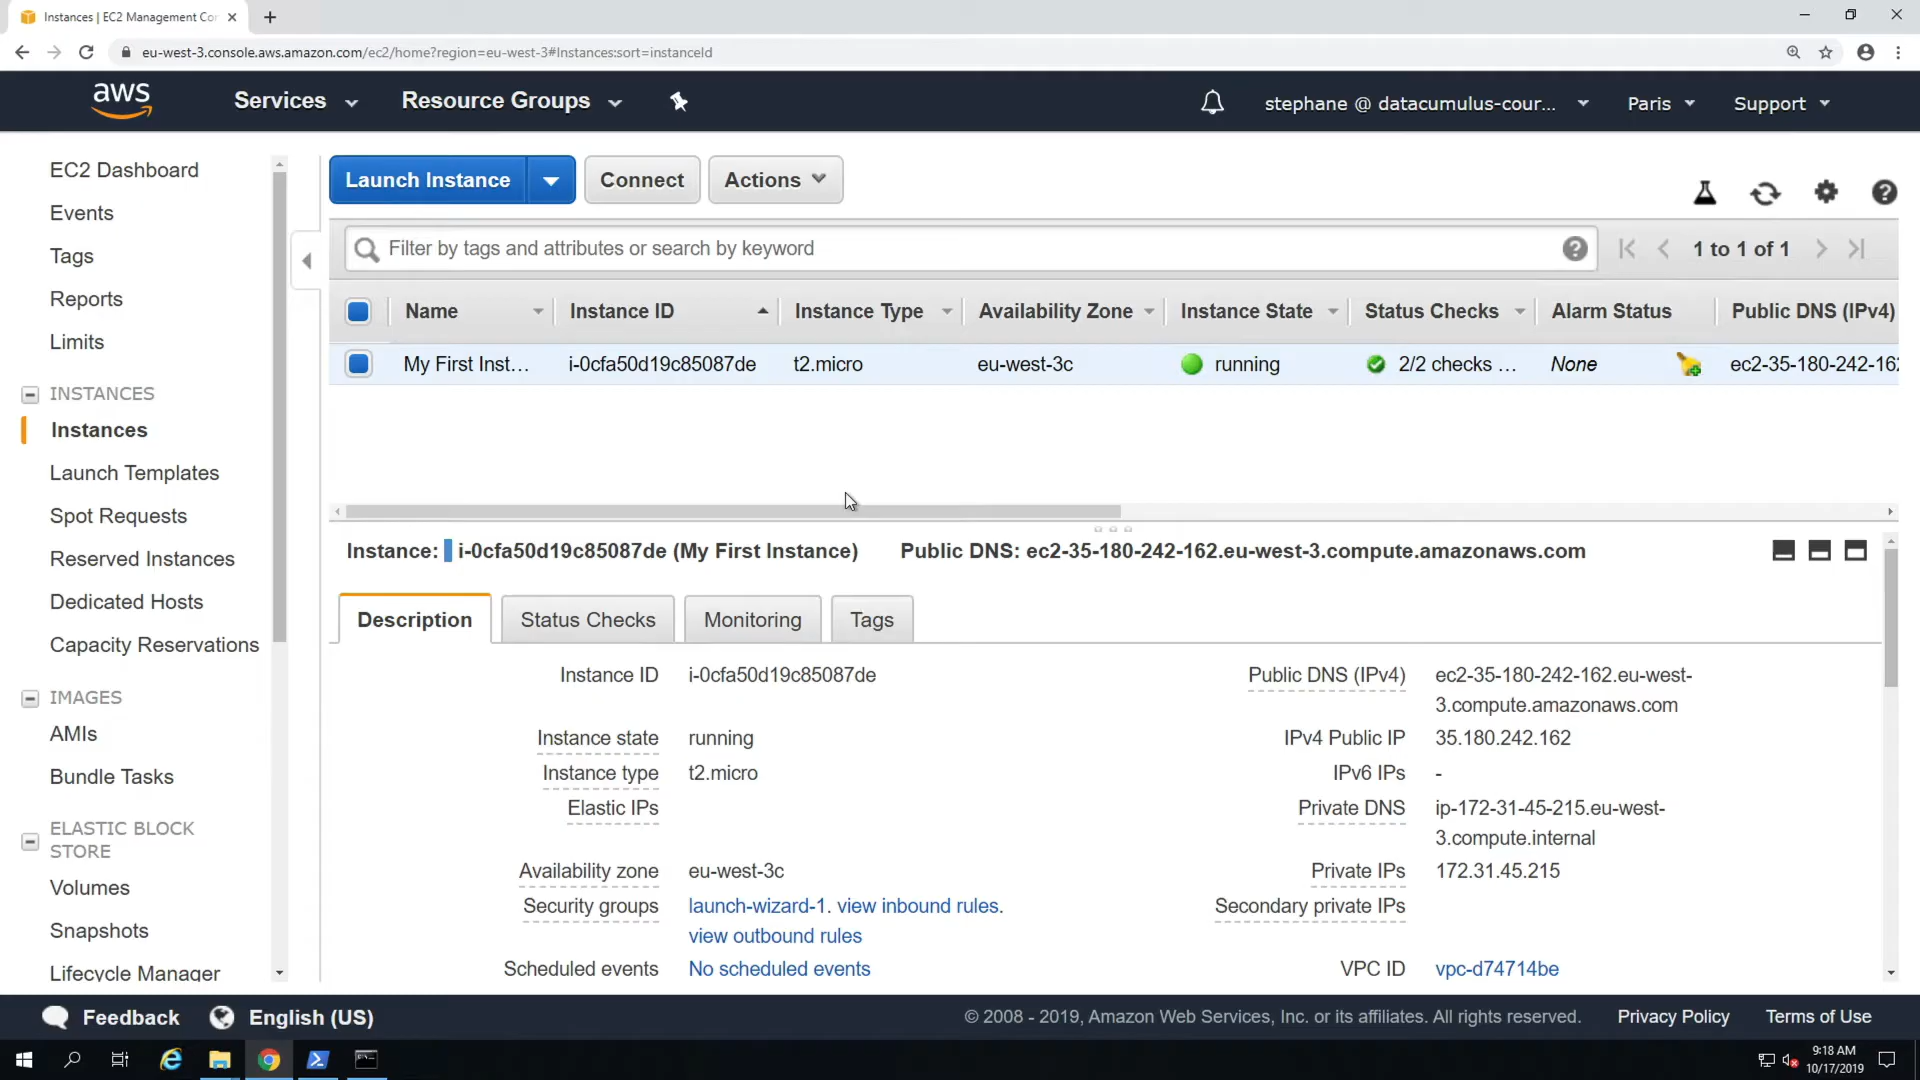 Instances | EC2 Management Cor
eu-west-3.console.aws.amazon.com/ec2/home?region=eu-west-3#Instances:sort=instanceId
aws
Services
Resource Groups
stephane @ datacumulus-cour...
Paris
Support
EC2 Dashboard
Events
Tags
Reports
Limits
INSTANCES
Instances
Launch Templates
Spot Requests
Reserved Instances
Dedicated Hosts
Capacity Reservations
IMAGES
AMIs
Bundle Tasks
ELASTIC BLOCK
STORE
Volumes
Snapshots
Lifecycle Manager
Launch Instance
Connect
Actions
Filter by tags and attributes or search by keyword
1 to 1 of 1
Name Instance ID Instance Type Availability Zone Instance State Status Checks Alarm Status Public DNS (IPv4)
My First Inst... i-0cfa50d19c85087de t2.micro eu-west-3c running 2/2 checks ... None ec2-35-180-242-162
Instance: i-0cfa50d19c85087de (My First Instance) Public DNS: ec2-35-180-242-162.eu-west-3.compute.amazonaws.com
Description
Status Checks
Monitoring
Tags
Instance ID i-0cfa50d19c85087de
Instance state running
Instance type t2.micro
Elastic IPs
Availability zone eu-west-3c
Security groups launch-wizard-1. view inbound rules.
view outbound rules
Scheduled events No scheduled events
Public DNS (IPv4) ec2-35-180-242-162.eu-west-
3.compute.amazonaws.com
IPv4 Public IP 35.180.242.162
IPv6 IPs -
Private DNS ip-172-31-45-215.eu-west-
3.compute.internal
Private IPs 172.31.45.215
Secondary private IPs
VPC ID vpc-d74714be
Feedback
English (US)
© 2008 - 2019, Amazon Web Services, Inc. or its affiliates. All rights reserved.
Privacy Policy
Terms of Use
9:18 AM
10/17/2019